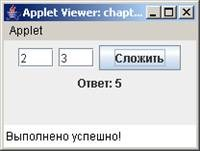 Applet Viewer: chapt...
Applet
2 3 Сложить
Ответ: 5
Выполнено успешно!